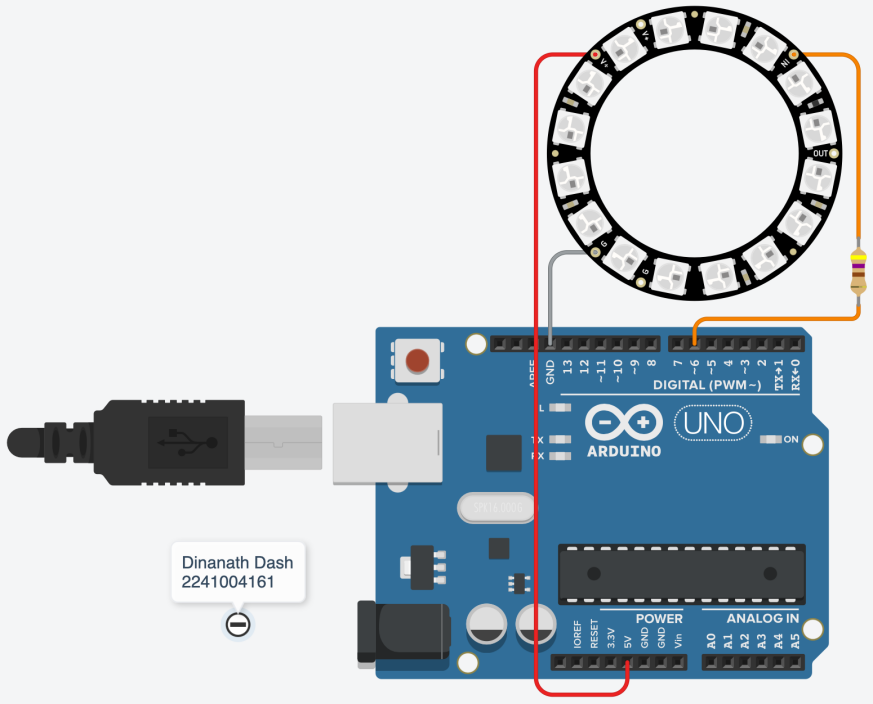 V+
V+
IN
OUT
G
G
AREF
GND
13
12
~11
~10
~9
8
7
~6
~5
4
~3
2
TX→1
RX←0
DIGITAL (PWM~)
L
TX
RX
ARDUINO
UNO
ON
Dinanath Dash
2241004161
POWER
ANALOG IN
IOREF
RESET
3.3V
5V
GND
GND
Vin
A0
A1
A2
A3
A4
A5